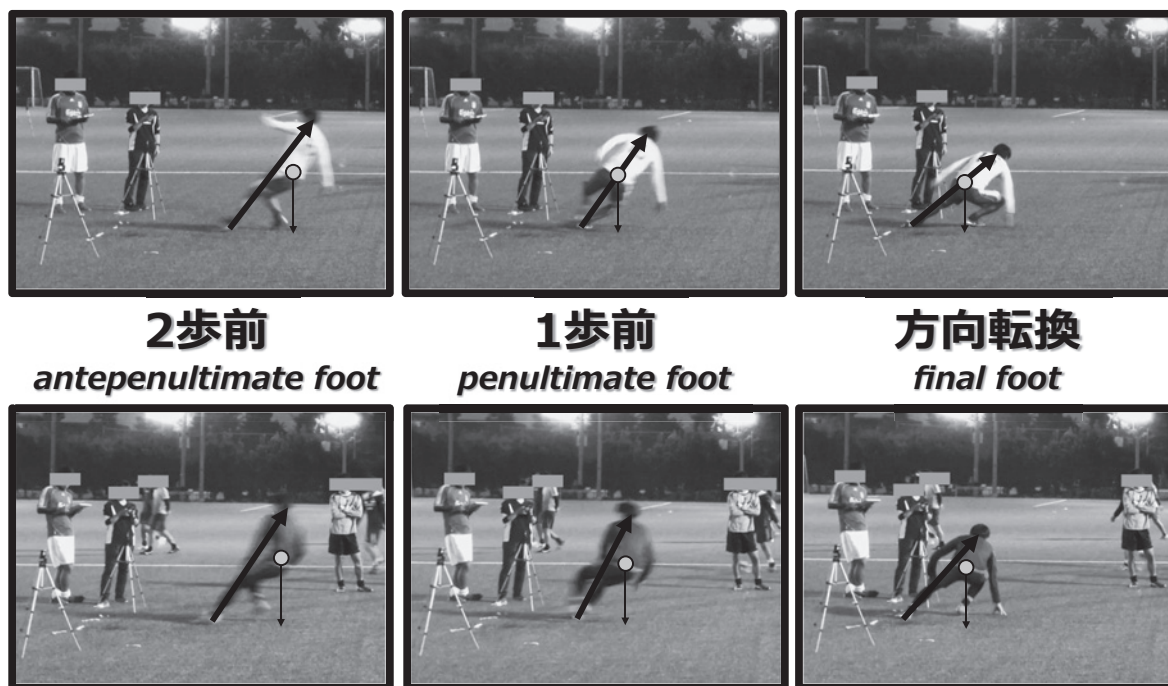 2歩前
1歩前
方向転換
antepenultimate foot
penultimate foot
final foot